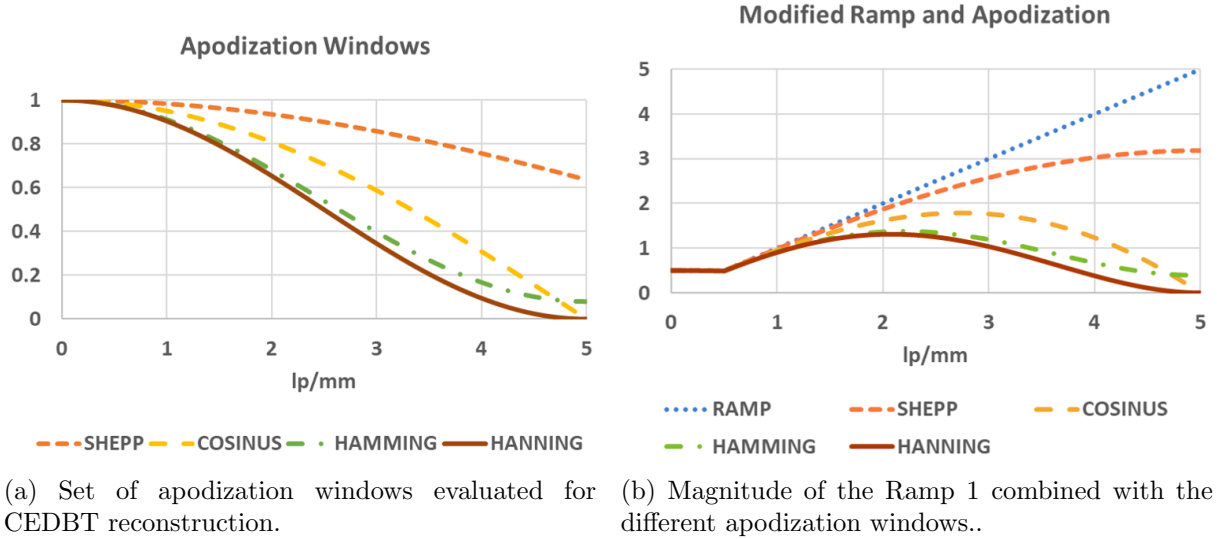 Apodization Windows
1
0.8
0.6
0.4
0.2
0
0 1 2 3 4 5
lp/mm
SHEPP COSINUS HAMMING HANNING
(a) Set of apodization windows evaluated for
CEDBT reconstruction.
Modified Ramp and Apodization
5
4
3
2
1
0
0 1 2 3 4 5
lp/mm
RAMP SHEPP COSINUS
HAMMING HANNING
(b) Magnitude of the Ramp 1 combined with the
different apodization windows..